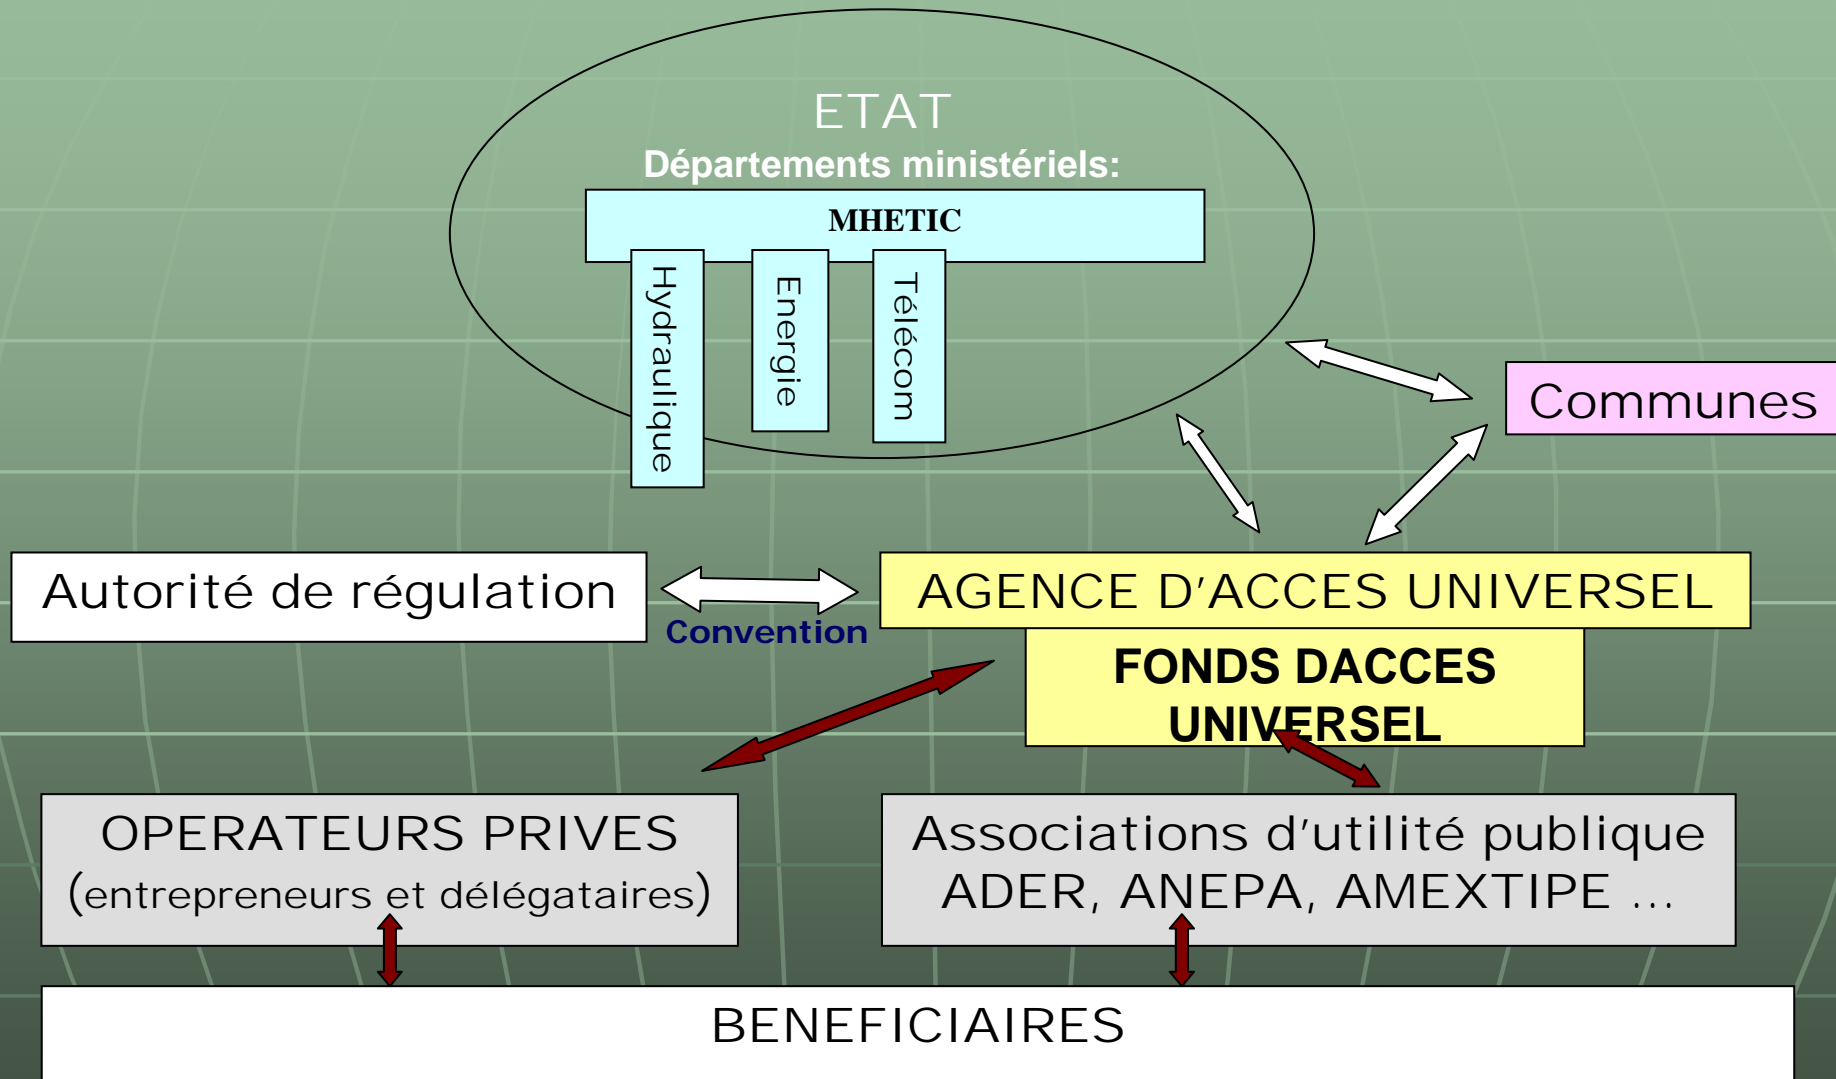 ETAT
Départements ministériels:
MHETIC
Hydraulique
Energie
Télécom
Communes
Autorité de régulation
Convention
AGENCE D'ACCES UNIVERSEL
FONDS DACCES
UNIVERSEL
OPERATEURS PRIVES
(entrepreneurs et délégataires)
Associations d'utilité publique
ADER, ANEPA, AMEXTIPE ...
BENEFICIAIRES